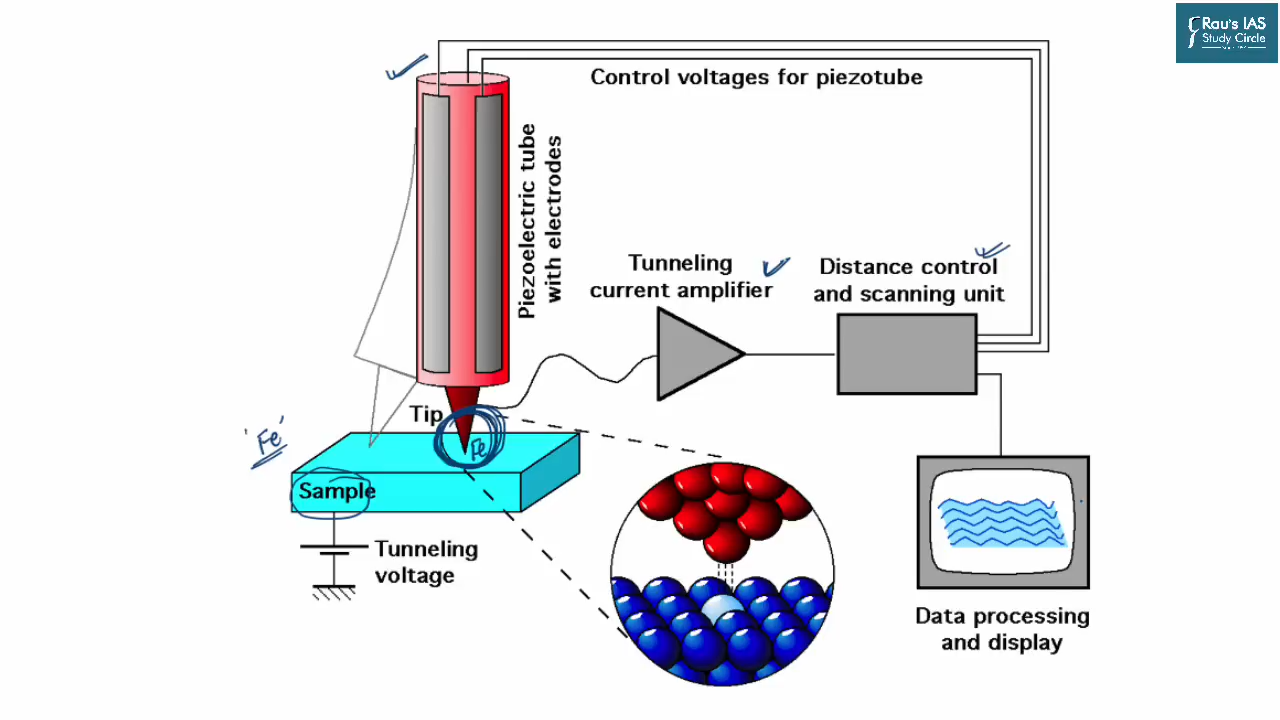 Rau's IAS
Study Circle
Control voltages for piezotube
Piezoelectric tube
with electrodes
Tunneling
current amplifier
Distance control
and scanning unit
Tip
Fe
'Fe'
Sample
Tunneling
voltage
Data processing
and display